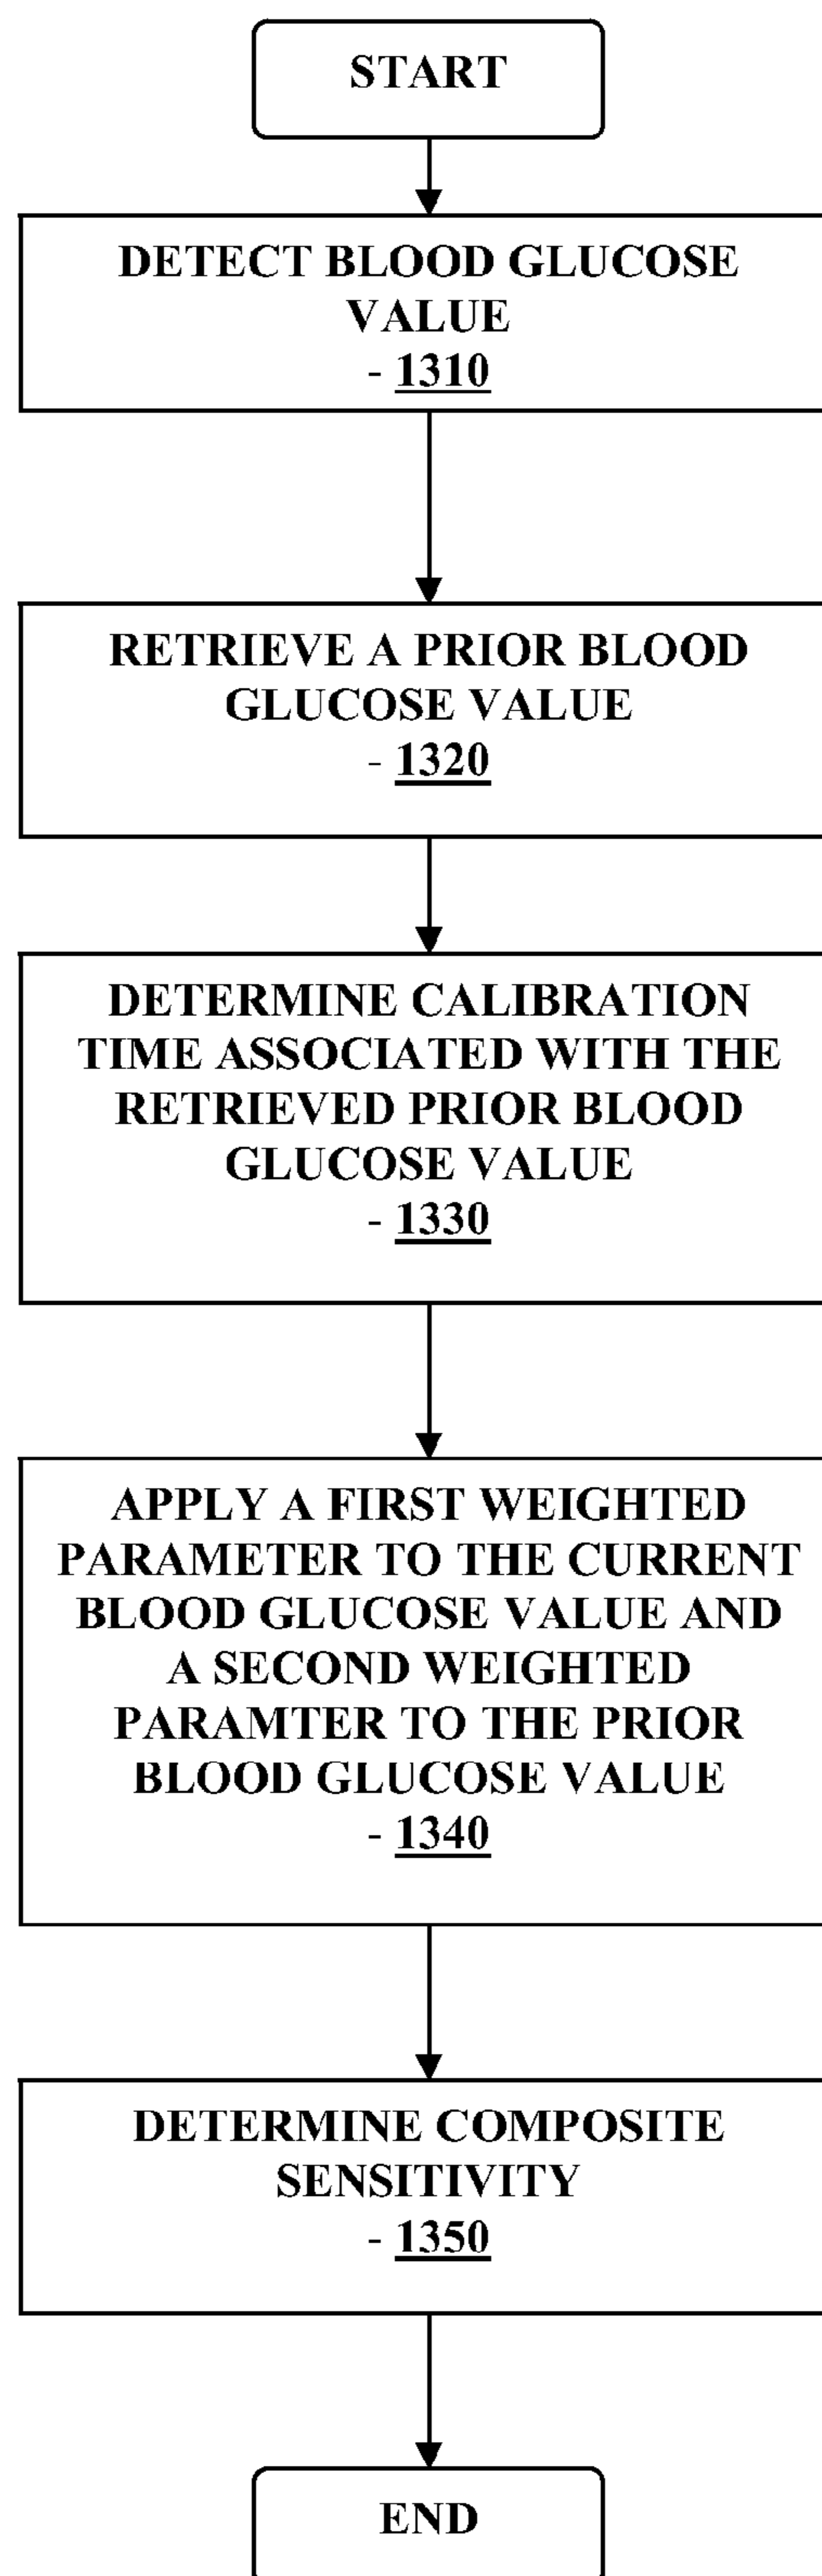 START
DETECT BLOOD GLUCOSE
VALUE
- 1310
RETRIEVE A PRIOR BLOOD
GLUCOSE VALUE
- 1320
DETERMINE CALIBRATION
TIME ASSOCIATED WITH THE
RETRIEVED PRIOR BLOOD
GLUCOSE VALUE
- 1330
APPLY A FIRST WEIGHTED
PARAMETER TO THE CURRENT
BLOOD GLUCOSE VALUE AND
A SECOND WEIGHTED
PARAMTER TO THE PRIOR
BLOOD GLUCOSE VALUE
- 1340
DETERMINE COMPOSITE
SENSITIVITY
- 1350
END